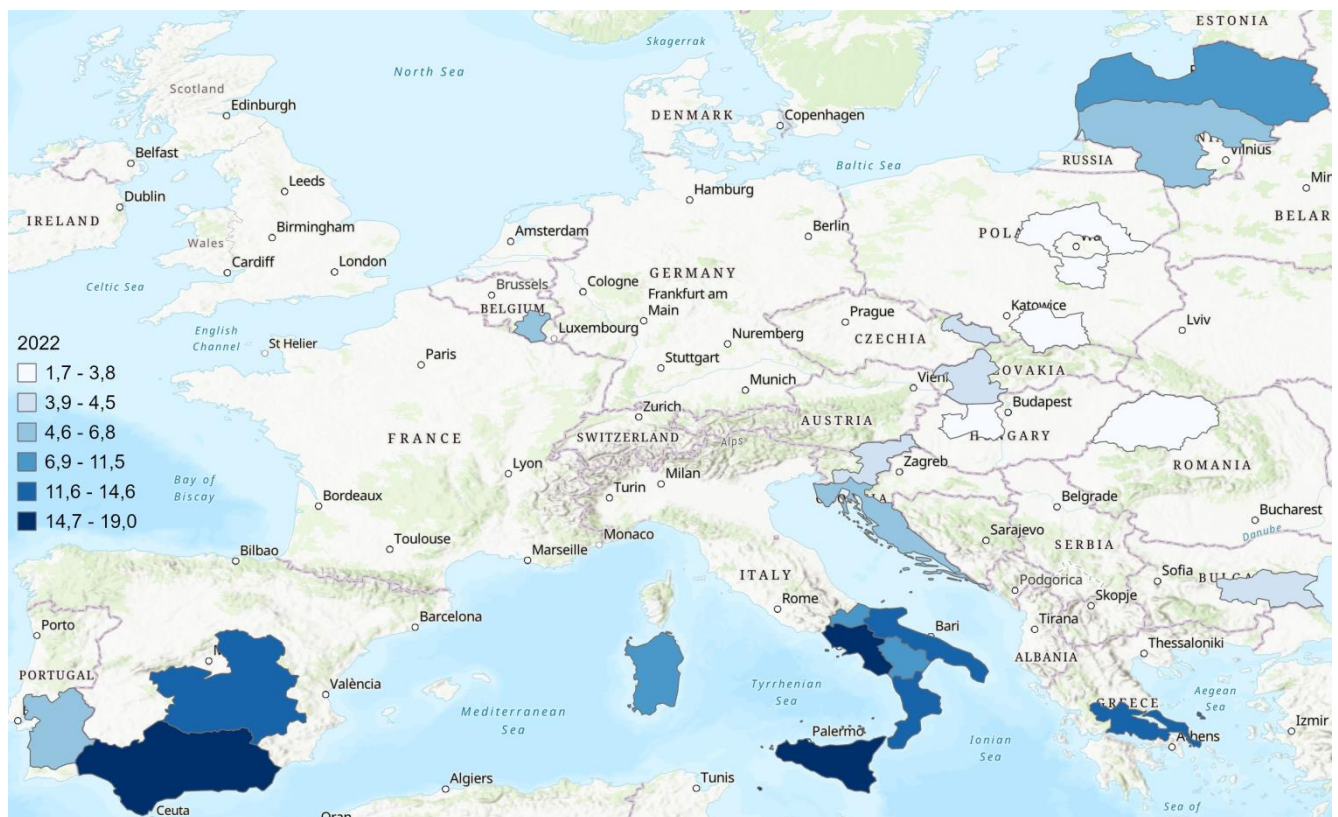 ESTONIA
Skagerrak
North Sea
Scotland
Edinburgh
DENMARK
Copenhagen
Belfast
Baltic Sea
RUSSIA
Vilnius
Dublin
Leeds
Hamburg
IRELAND
BELAR
Birmingham
Amsterdam
Berlin
Wales
Cardiff
London
GERMANY
Celtic Sea
Brussels
Cologne
BELGIUM
Frankfurt am
Main
Katowice
Prague
Luxembourg
English
Channel
St Helier
Nuremberg
CZECHIA
Lviv
2022
Paris
Stuttgart
1,7 - 3,8
Munich
3,9 - 4,5
Budapest
4,6 - 6,8
Zurich
AUSTRIA
6,9 - 11,5
FRANCE
SWITZERLAND
Alps
11,6 - 14,6
Lyon
Milan
Zagreb
ROMANIA
14,7 - 19,0
Turin
Bay of
Biscay
Bordeaux
Belgrade
Bucharest
Danube
Toulouse
Monaco
Sarajevo
SERBIA
Bilbao
Marseille
ITALY
Podgorica
Sofia
Rome
Skopje
Porto
Barcelona
Bari
Tirana
Thessaloniki
PORTUGAL
ALBANIA
València
Tyrrhenian
Sea
GREECE
Aegean
Sea
Mediterranean
Sea
Palermo
Ionian
Sea
Athens
Izmir
Algiers
Tunis
Ceuta
Oran
Sea of